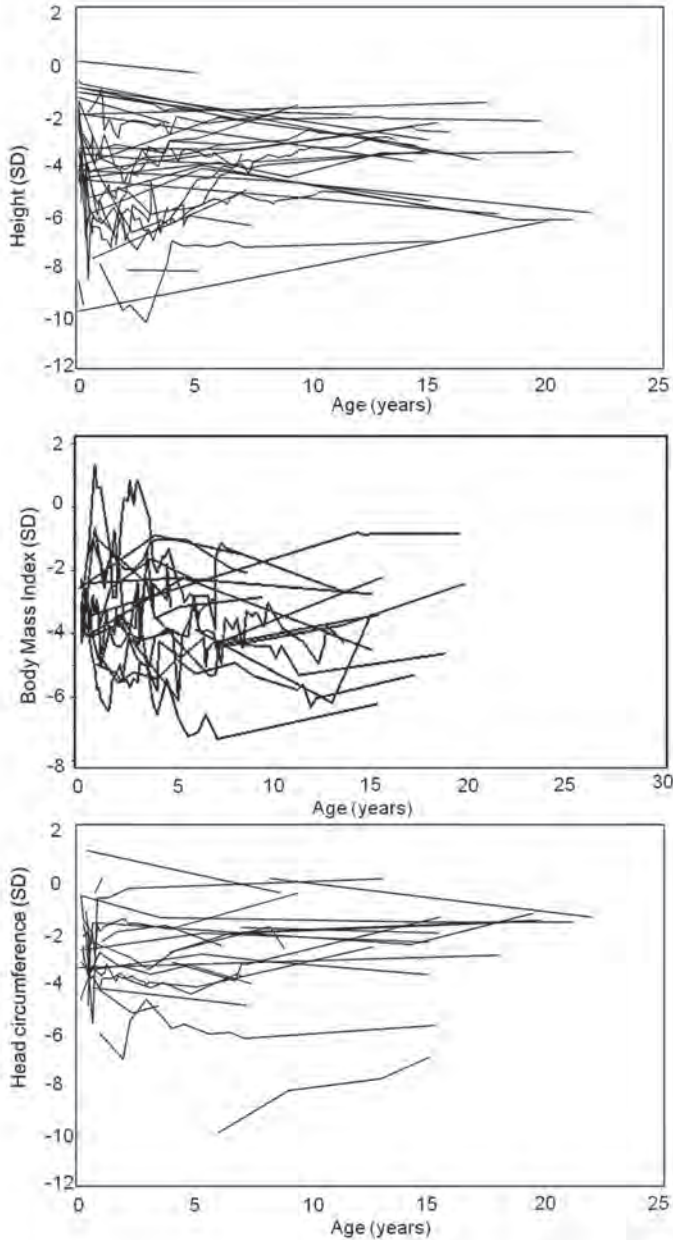 2
0
-2
-4
-6
-8
-10
-12
Height (SD)
0 5 10 15 20 25
Age (years)
2
0
-2
-4
-6
-8
Body Mass Index (SD)
0 5 10 15 20 25 30
Age (years)
2
0
-2
-4
-6
-8
-10
-12
Head circumference (SD)
0 5 10 15 20 25
Age (years)